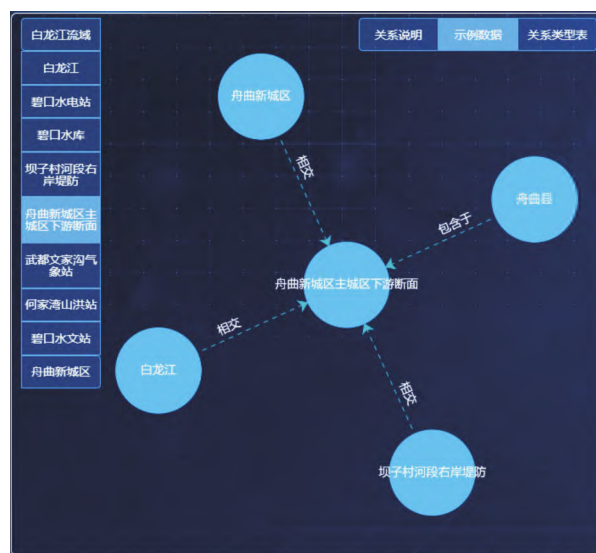 白龙江流域
白龙江
碧口水电站
碧口水库
坝子村河段右
岸堤防
舟曲新城区主
城区下游断面
武都文家沟气
象站
何家湾山洪站
碧口水文站
舟曲新城区
关系说明
示例数据
关系类型表
舟曲新城区
相交
舟曲县
包含于
舟曲新城区主城区下游断面
相交
白龙江
相交
坝子村河段右岸堤防